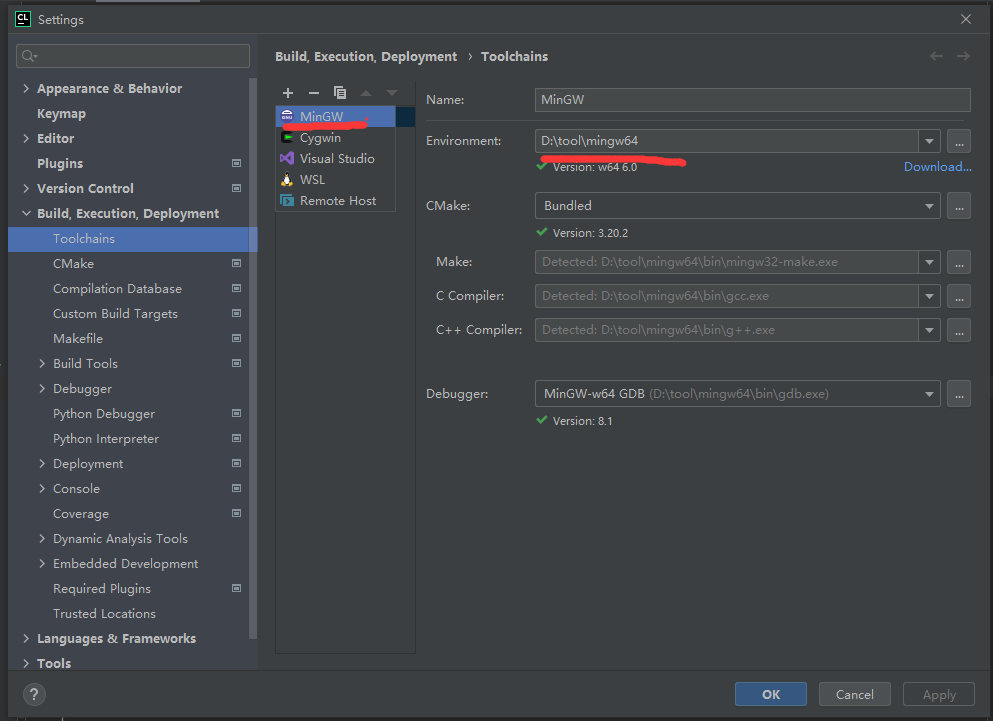 CL Settings
Build, Execution, Deployment › Toolchains
Appearance & Behavior
Keymap
Editor
Plugins
Version Control
Build, Execution, Deployment
Toolchains
CMake
Compilation Database
Custom Build Targets
Makefile
Build Tools
Debugger
Python Debugger
Python Interpreter
Deployment
Console
Coverage
Dynamic Analysis Tools
Embedded Development
Required Plugins
Trusted Locations
Languages & Frameworks
Tools
MinGW
Cygwin
Visual Studio
WSL
Remote Host
Name: MinGW
Environment: D:\tool\mingw64 ...
Version: w64 6.0 Download...
CMake: Bundled ...
Version: 3.20.2
Make: Detected: D:\tool\mingw64\bin\mingw32-make.exe ...
C Compiler: Detected: D:\tool\mingw64\bin\gcc.exe ...
C++ Compiler: Detected: D:\tool\mingw64\bin\g++.exe ...
Debugger: MinGW-w64 GDB (D:\tool\mingw64\bin\gdb.exe) ...
Version: 8.1
? OK Cancel Apply